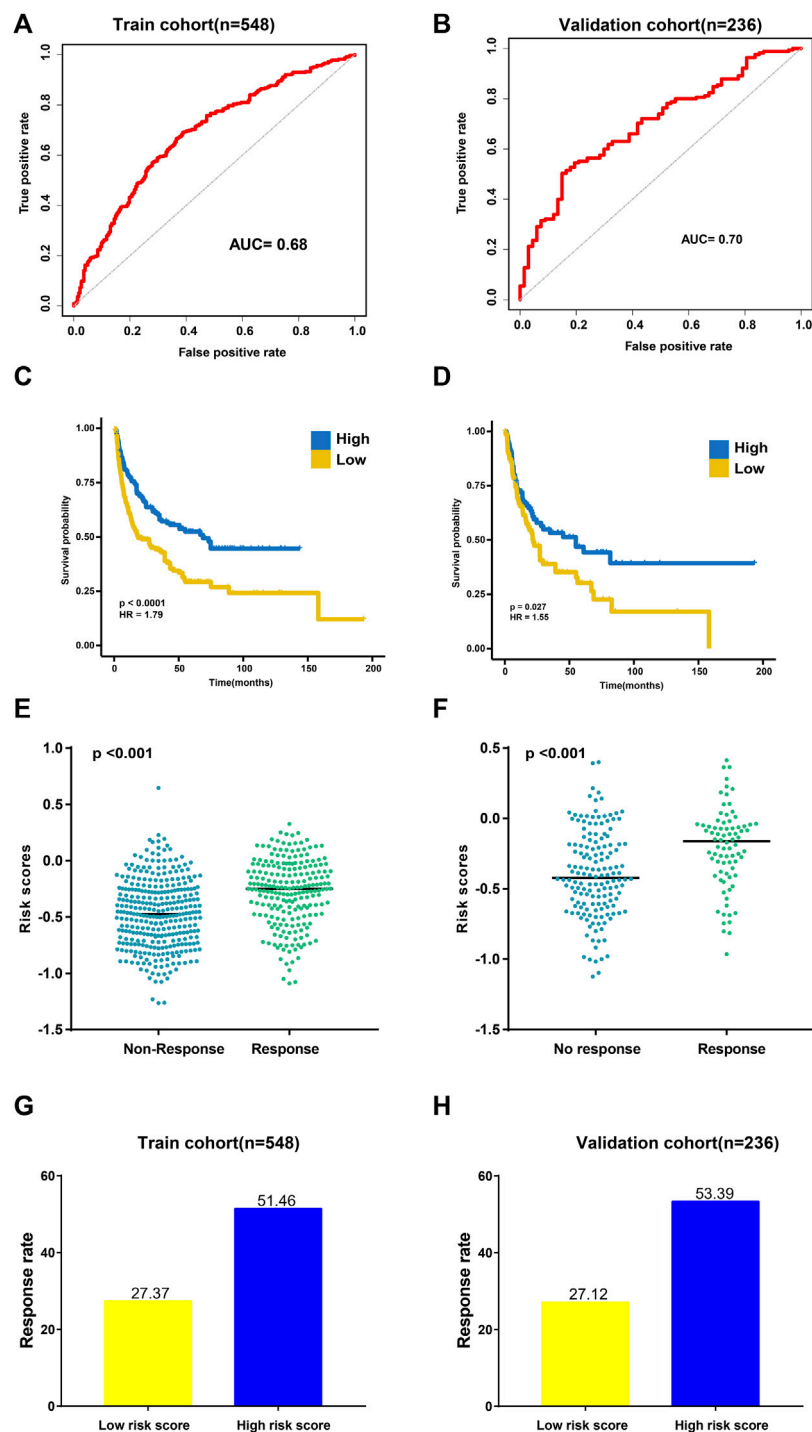 A
Train cohort(n=548)
1.0
0.8
0.6
0.4
0.2
0.0
True positive rate
AUC= 0.68
0.0 0.2 0.4 0.6 0.8 1.0
False positive rate
B
Validation cohort(n=236)
1.0
0.8
0.6
0.4
0.2
0.0
True positive rate
AUC= 0.70
0.0 0.2 0.4 0.6 0.8 1.0
False positive rate
C
1.00
0.75
0.50
0.25
0.00
Survival probability
High
Low
p < 0.0001
HR = 1.79
0 50 100 150 200
Time(months)
D
1.00
0.75
0.50
0.25
0.00
Survival probability
High
Low
p = 0.027
HR = 1.55
0 50 100 150 200
Time(months)
E
p <0.001
1.0
0.5
0.0
-0.5
-1.0
-1.5
Risk scores
Non-Response Response
F
p <0.001
0.5
0.0
-0.5
-1.0
-1.5
Risk scores
No response Response
G
Train cohort(n=548)
60
40
20
0
Response rate
27.37
51.46
Low risk score High risk score
H
Validation cohort(n=236)
60
40
20
0
Response rate
27.12
53.39
Low risk score High risk score